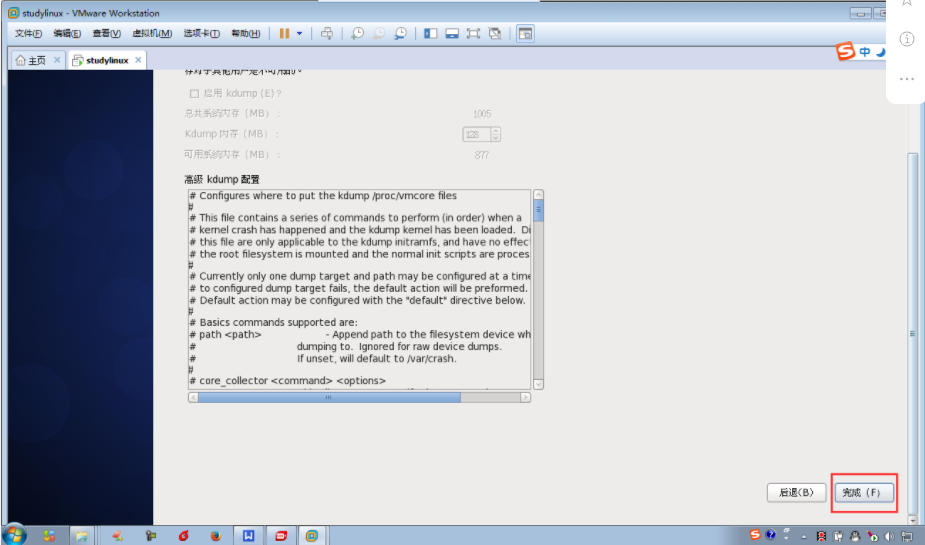 studylinux - VMware Workstation
文件(F) 编辑(E) 查看(V) 虚拟机(M) 选项卡(T) 帮助(H)
主页 × studylinux ×
中
启用 kdump (E)?
总共系统内存 (MB) : 1005
Kdump 内存 (MB) : 128
可用系统内存 (MB) : 877
高级 kdump 配置
# Configures where to put the kdump /proc/vmcore files
#
# This file contains a series of commands to perform (in order) when a
# kernel crash has happened and the kdump kernel has been loaded. Di
# this file are only applicable to the kdump initramfs, and have no effec
# the root filesystem is mounted and the normal init scripts are proces
#
# Currently only one dump target and path may be configured at a time
# to configured dump target fails, the default action will be preformed.
# Default action may be configured with the "default" directive below.
#
# Basics commands supported are:
# path <path> - Append path to the filesystem device wh
# dumping to. Ignored for raw device dumps.
# If unset, will default to /var/crash.
#
# core_collector <command> <options>
后退(B) 完成 (F)